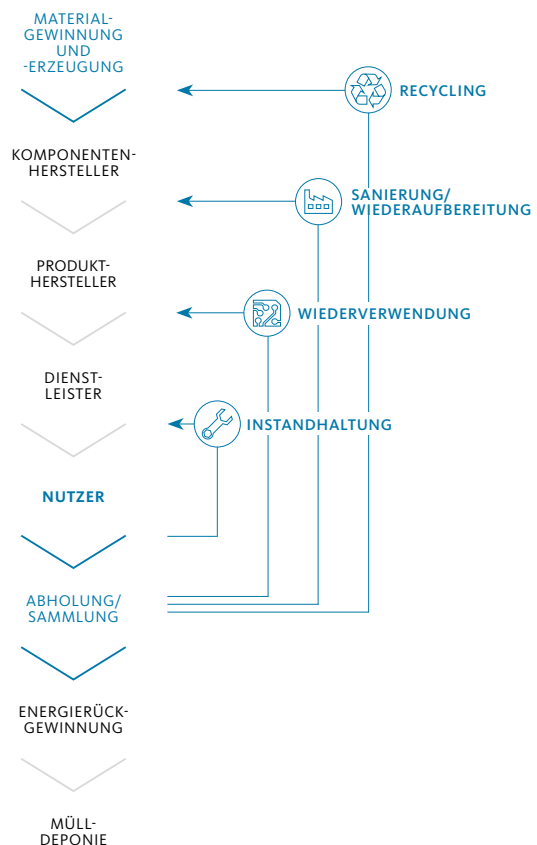 MATERIAL-
GEWINNUNG
UND
-ERZEUGUNG
RECYCLING
KOMPONENTEN-
HERSTELLER
SANIERUNG/
WIEDERAUFBEREITUNG
PRODUKT-
HERSTELLER
WIEDERVERWENDUNG
DIENST-
LEISTER
INSTANDHALTUNG
NUTZER
ABHOLUNG/
SAMMLUNG
ENERGIERÜCK-
GEWINNUNG
MÜLL-
DEPONIE